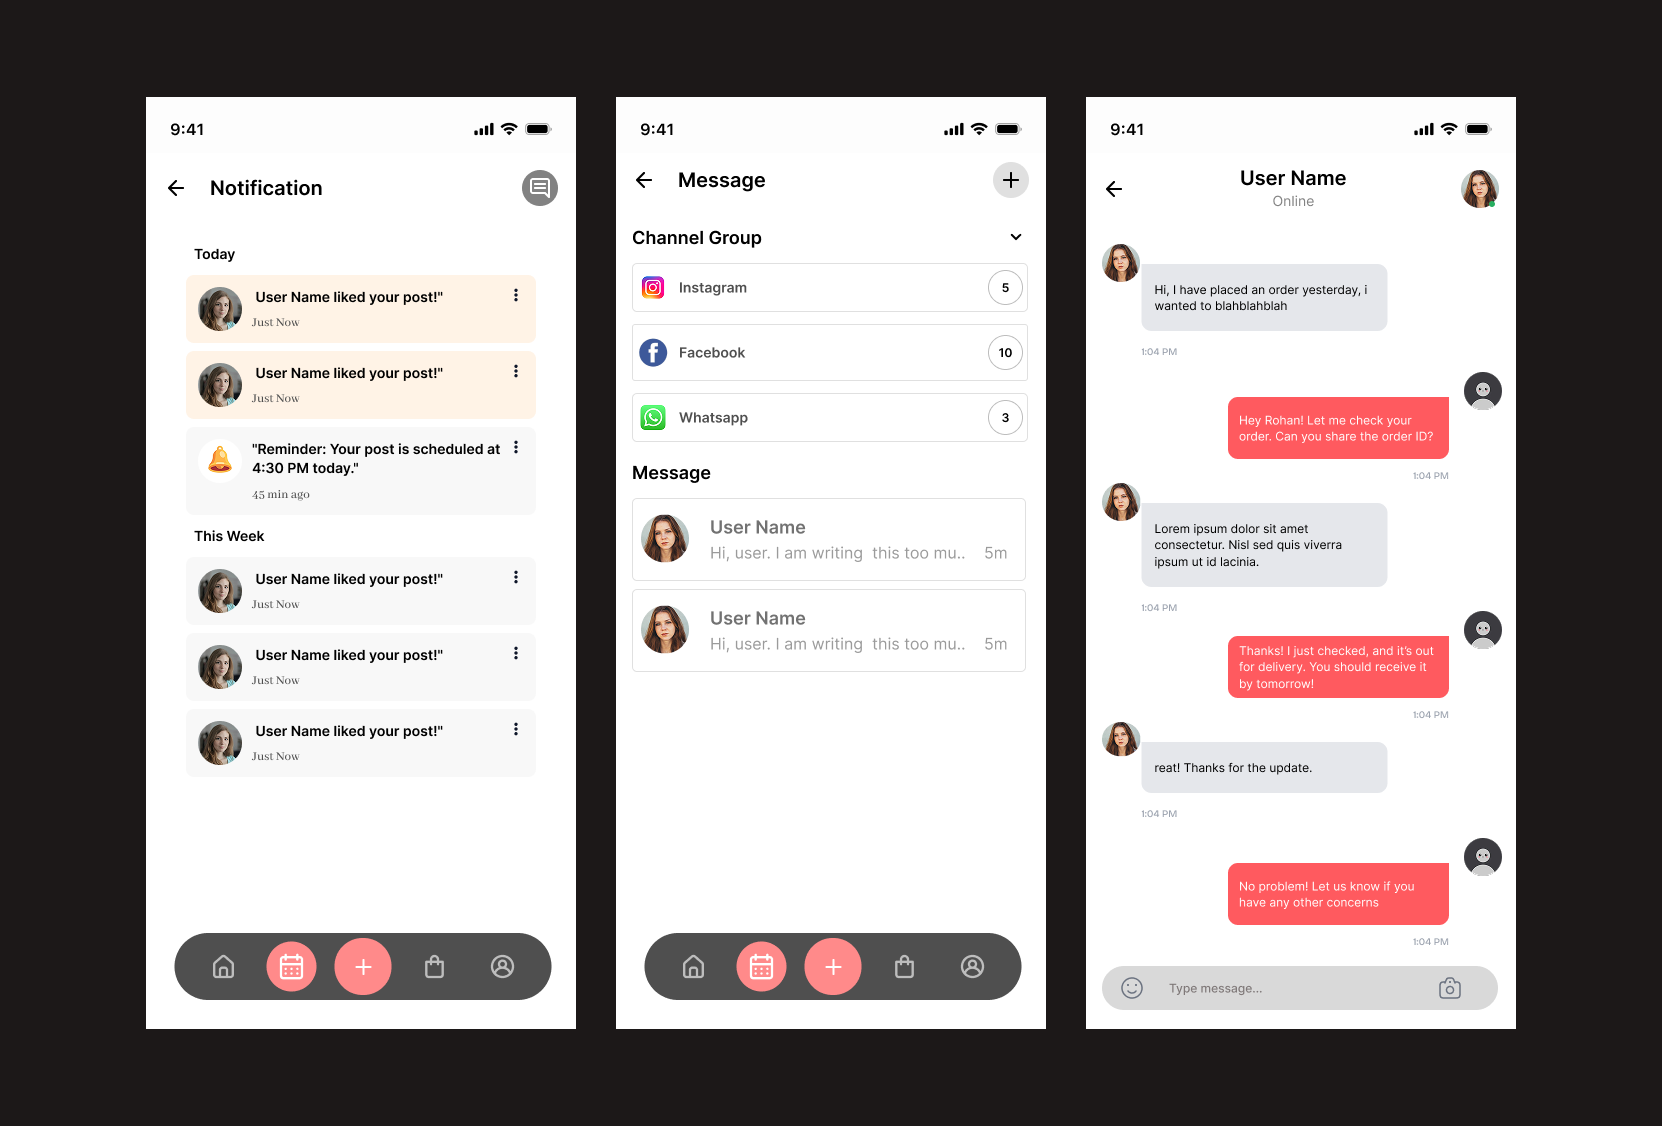 9:41
Notification
Today
User Name liked your post!"
Just Now
User Name liked your post!"
Just Now
"Reminder: Your post is scheduled at
4:30 PM today."
45 min ago
This Week
User Name liked your post!"
Just Now
User Name liked your post!"
Just Now
User Name liked your post!"
Just Now
9:41
Message
Channel Group
Instagram
5
Facebook
10
Whatsapp
3
Message
User Name
Hi, user. I am writing  this too mu.. 5m
User Name
Hi, user. I am writing  this too mu.. 5m
9:41
User Name
Online
Hi, I have placed an order yesterday, i
wanted to blahblahblah
1:04 PM
Hey Rohan! Let me check your
order. Can you share the order ID?
1:04 PM
Lorem ipsum dolor sit amet
consectetur. Nisl sed quis viverra
ipsum ut id lacinia.
1:04 PM
Thanks! I just checked, and it's out
for delivery. You should receive it
by tomorrow!
1:04 PM
reat! Thanks for the update.
1:04 PM
No problem! Let us know if you
have any other concerns
1:04 PM
Type message...